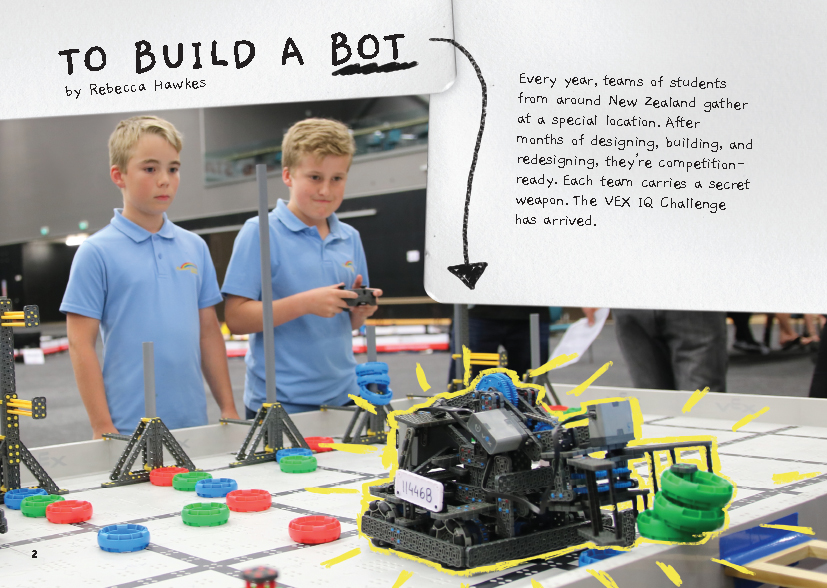 TO BUILD A BOT
by Rebecca Hawkes
Every year, teams of students
from around New Zealand gather
at a special location. After
months of designing, building, and
redesigning, they're competition-
ready. Each team carries a secret
weapon. The VEX IQ Challenge
has arrived.
11446B
2